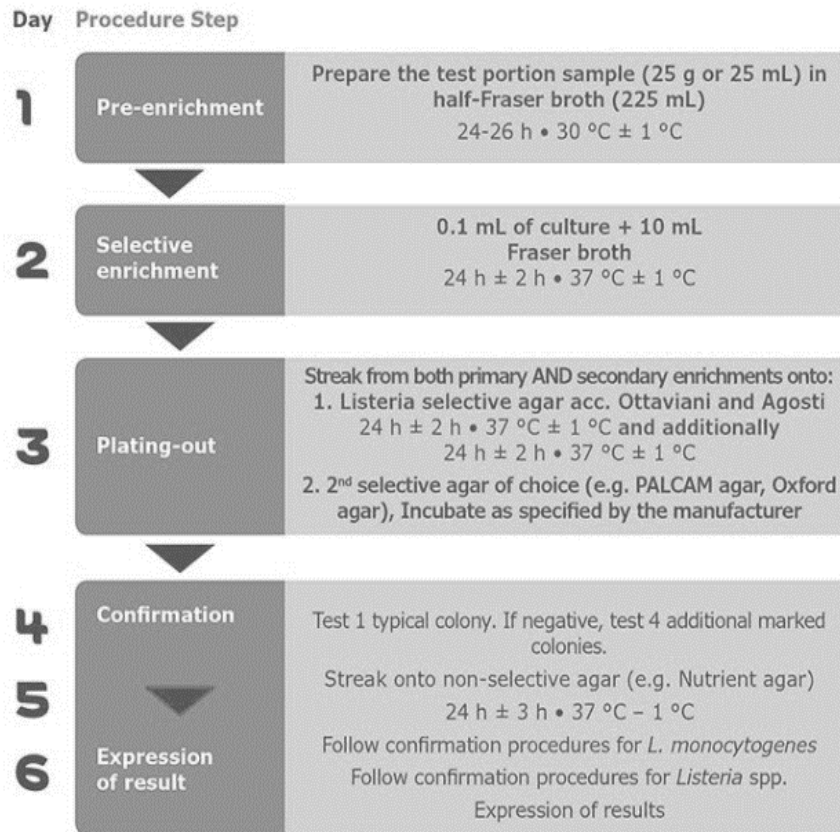 Day Procedure Step
1
Pre-enrichment
Prepare the test portion sample (25 g or 25 mL) in
half-Fraser broth (225 mL)
24-26 h • 30 °C ± 1 °C
2
Selective
enrichment
0.1 mL of culture + 10 mL
Fraser broth
24 h ± 2 h • 37 °C ± 1 °C
3
Plating-out
Streak from both primary AND secondary enrichments onto:
1. Listeria selective agar acc. Ottaviani and Agosti
24 h ± 2 h • 37 °C ± 1 °C and additionally
24 h ± 2 h • 37 °C ± 1 °C
2. 2nd selective agar of choice (e.g. PALCAM agar, Oxford
agar), Incubate as specified by the manufacturer
4
Confirmation
Test 1 typical colony. If negative, test 4 additional marked
colonies.
5
Streak onto non-selective agar (e.g. Nutrient agar)
24 h ± 3 h • 37 °C – 1 °C
6
Expression
of result
Follow confirmation procedures for L. monocytogenes
Follow confirmation procedures for Listeria spp.
Expression of results